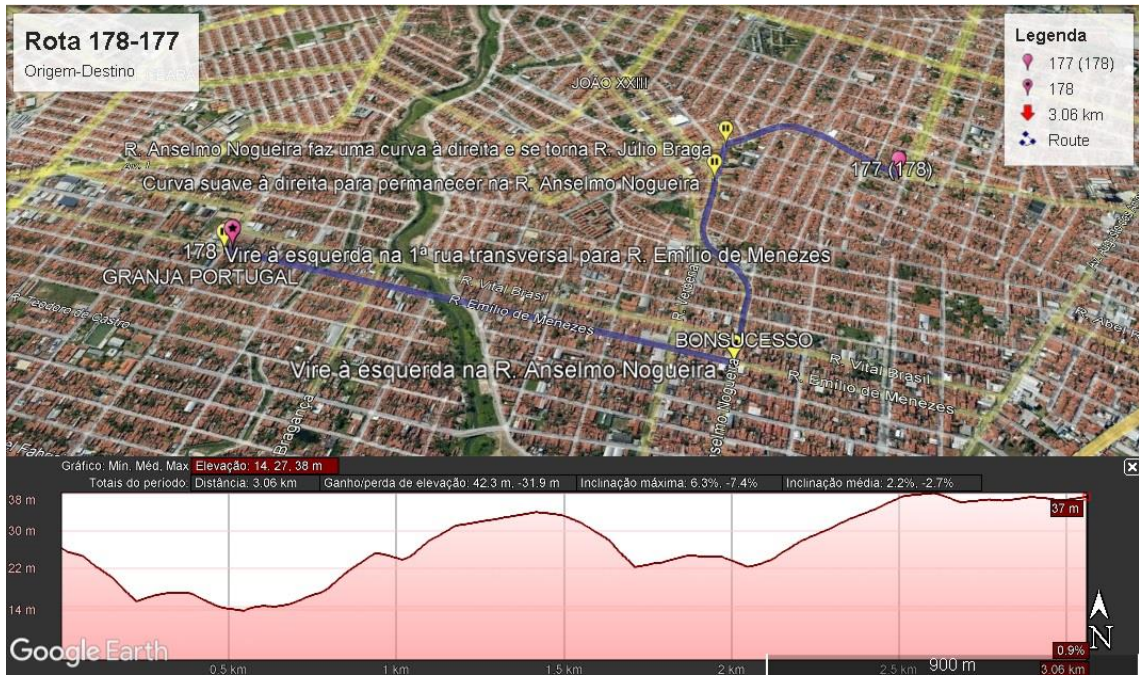 Rota 178-177
Origem-Destino
Legenda
177 (178)
178
3.06 km
Route
JOÃO XXIII
R. Anselmo Nogueira faz uma curva à direita e se torna R. Júlio Braga
177 (178)
Curva suave à direita para permanecer na R. Anselmo Nogueira
178
Vire à esquerda na 1ª rua transversal para R. Emílio de Menezes
GRANJA PORTUGAL
R. Vital Brasil
R. Emílio de Menezes
BONSUCESSO
R. Vital Brasil
R. Emílio de Menezes
Vire à esquerda na R. Anselmo Nogueira
Bragança
Gráfico: Mín. Méd. Max Elevação: 14, 27, 38 m
Totais do período: Distância: 3.06 km Ganho/perda de elevação: 42.3 m, -31.9 m Inclinação máxima: 6.3%, -7.4% Inclinação média: 2.2%, -2.7%
38 m
37 m
30 m
22 m
14 m
N
Google Earth
0.9%
0.5 km 1 km 1.5 km 2 km 2.5 km 900 m 3.06 km